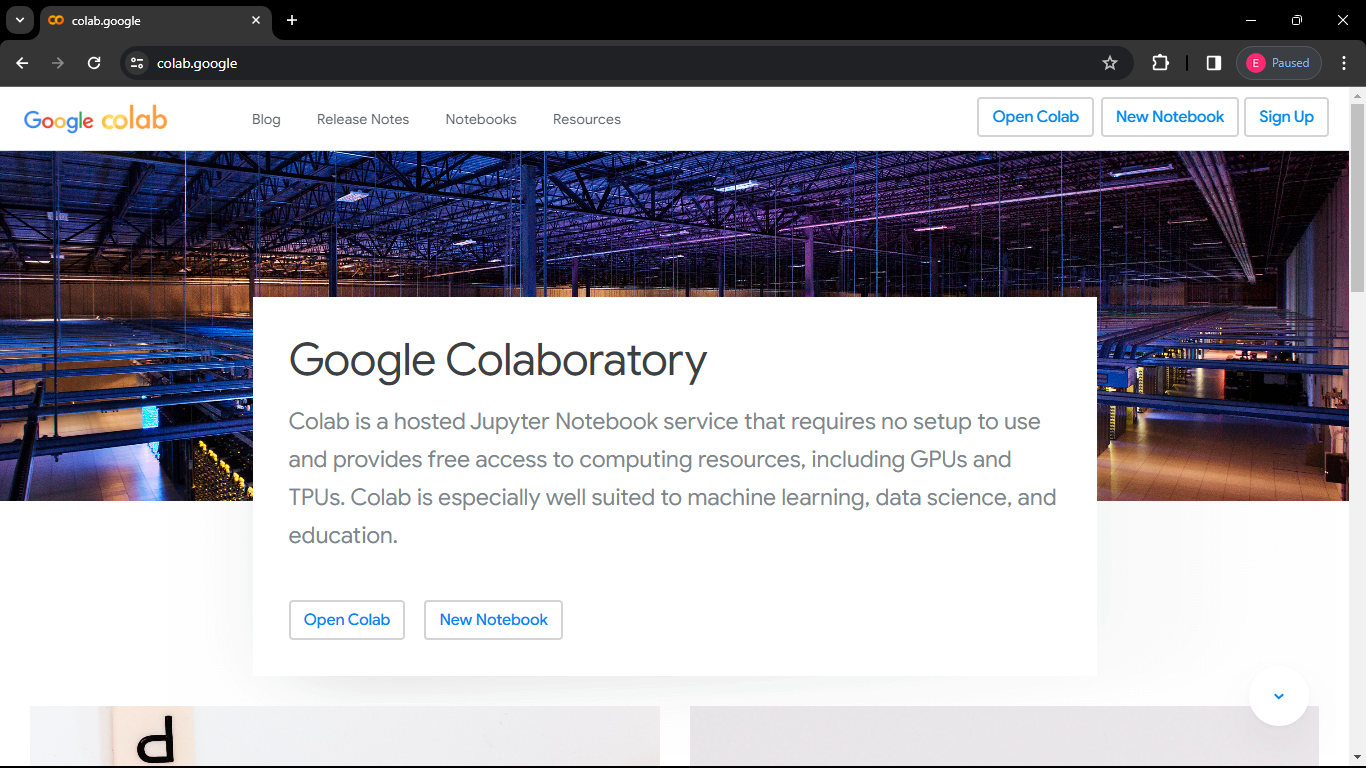 colab.google
colab.google
E Paused
Google colab
Blog Release Notes Notebooks Resources
Open Colab New Notebook Sign Up
Google Colaboratory
Colab is a hosted Jupyter Notebook service that requires no setup to use
and provides free access to computing resources, including GPUs and
TPUs. Colab is especially well suited to machine learning, data science, and
education.
Open Colab New Notebook
d